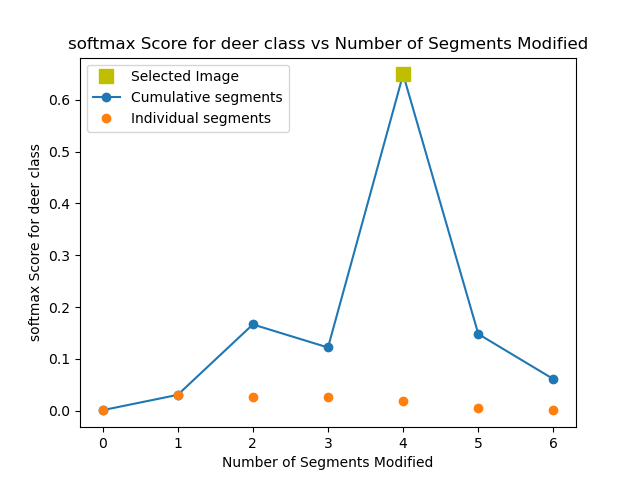 softmax Score for deer class vs Number of Segments Modified
Selected Image
Cumulative segments
Individual segments
softmax Score for deer class
0.6
0.5
0.4
0.3
0.2
0.1
0.0
0 1 2 3 4 5 6
Number of Segments Modified